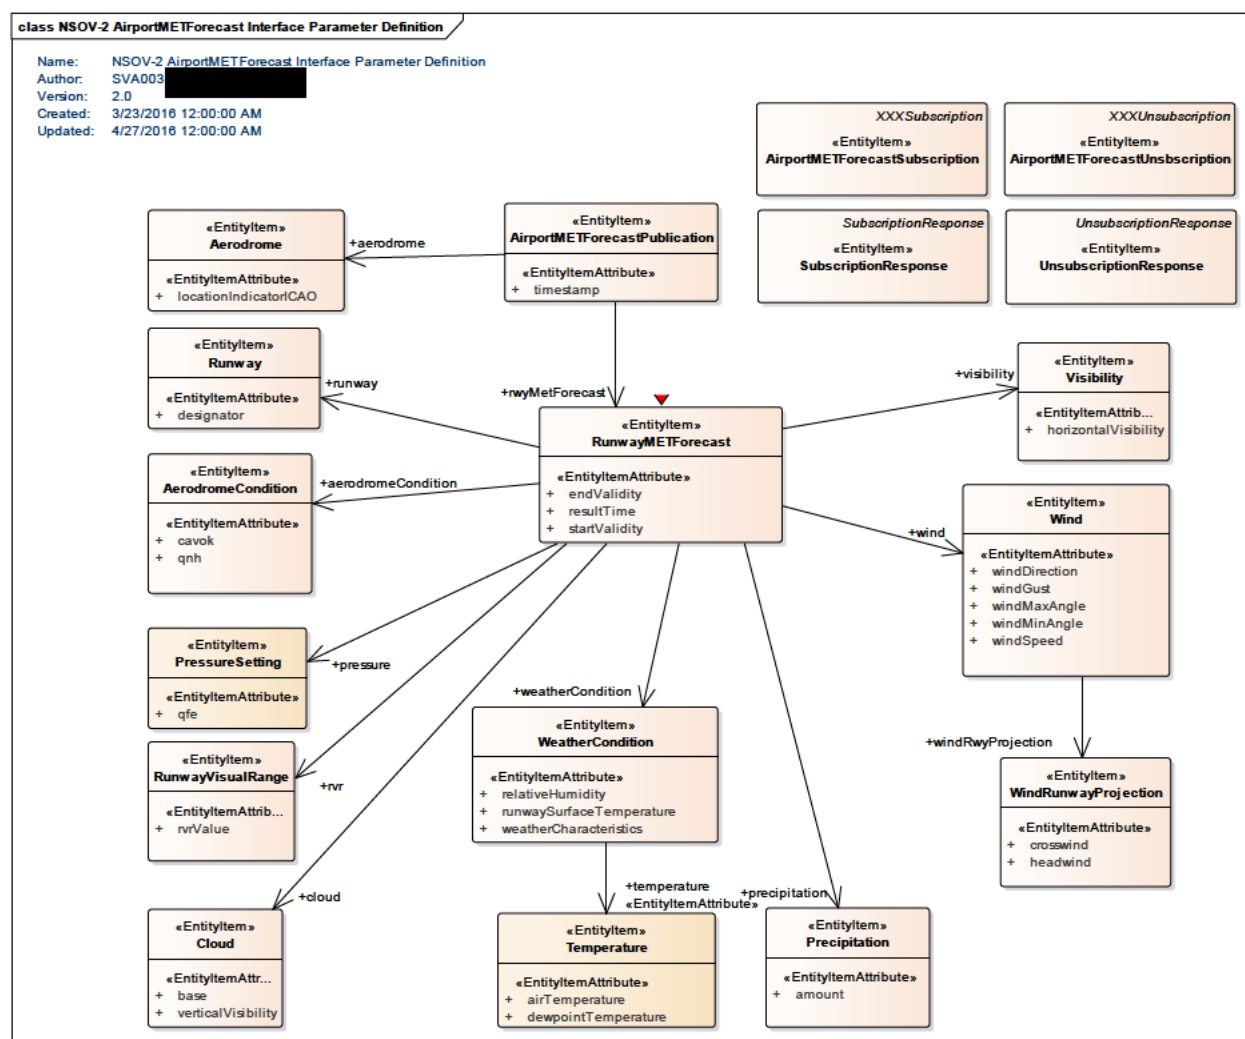 class NSOV-2 AirportMETForecast Interface Parameter Definition
Name: NSOV-2 AirportMETForecast Interface Parameter Definition
Author: SVA003
Version: 2.0
Created: 3/23/2016 12:00:00 AM
Updated: 4/27/2016 12:00:00 AM
XXXSubscription
«EntityItem»
AirportMETForecastSubscription
XXXUnsubscription
«EntityItem»
AirportMETForecastUnsbscription
SubscriptionResponse
«EntityItem»
SubscriptionResponse
UnsubscriptionResponse
«EntityItem»
UnsubscriptionResponse
«EntityItem»
Aerodrome
«EntityItemAttribute»
+ locationIndicatorICAO
+aerodrome
«EntityItem»
AirportMETForecastPublication
«EntityItemAttribute»
+ timestamp
«EntityItem»
Runway
«EntityItemAttribute»
+ designator
+runway
+rwyMetForecast
«EntityItem»
RunwayMETForecast
«EntityItemAttribute»
+ endValidity
+ resultTime
+ startValidity
+visibility
«EntityItem»
Visibility
«EntityItemAttrib...
+ horizontalVisibility
«EntityItem»
AerodromeCondition
«EntityItemAttribute»
+ cavok
+ qnh
+aerodromeCondition
+wind
«EntityItem»
Wind
«EntityItemAttribute»
+ windDirection
+ windGust
+ windMaxAngle
+ windMinAngle
+ windSpeed
«EntityItem»
PressureSetting
«EntityItemAttribute»
+ qfe
+pressure
+weatherCondition
«EntityItem»
WeatherCondition
«EntityItemAttribute»
+ relativeHumidity
+ runwaySurfaceTemperature
+ weatherCharacteristics
+windRwyProjection
«EntityItem»
WindRunwayProjection
«EntityItemAttribute»
+ crosswind
+ headwind
«EntityItem»
RunwayVisualRange
«EntityItemAttrib...
+ rvrValue
+rvr
+cloud
«EntityItem»
Cloud
«EntityItemAttr...
+ base
+ verticalVisibility
+temperature
«EntityItemAttribute»
«EntityItem»
Temperature
«EntityItemAttribute»
+ airTemperature
+ dewpointTemperature
+precipitation
«EntityItem»
Precipitation
«EntityItemAttribute»
+ amount